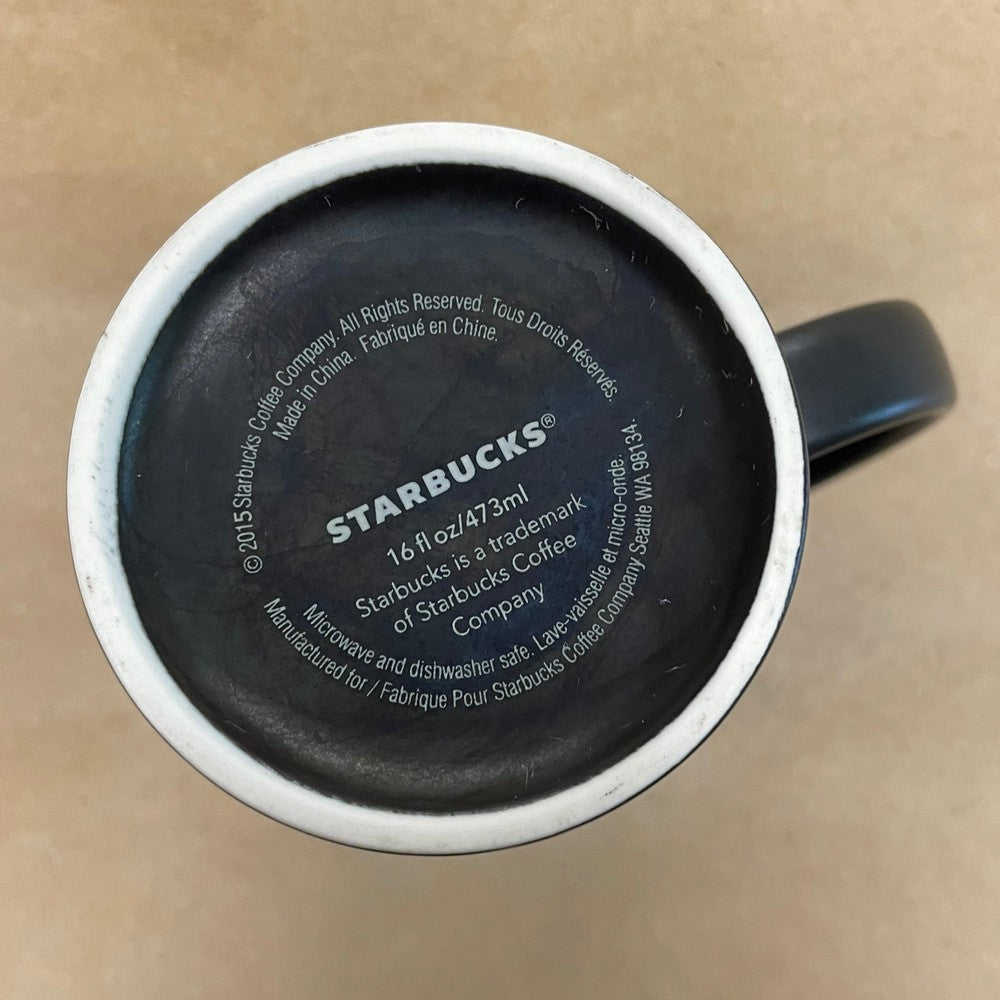 © 2015 Starbucks Coffee Company. All Rights Reserved. Tous Droits Réservés.
Made in China. Fabriqué en Chine.
STARBUCKS®
16 fl oz/473ml
Starbucks is a trademark
of Starbucks Coffee
Company
Microwave and dishwasher safe. Lave-vaisselle et micro-onde.
Manufactured for / Fabrique Pour Starbucks Coffee Company Seattle WA 98134.